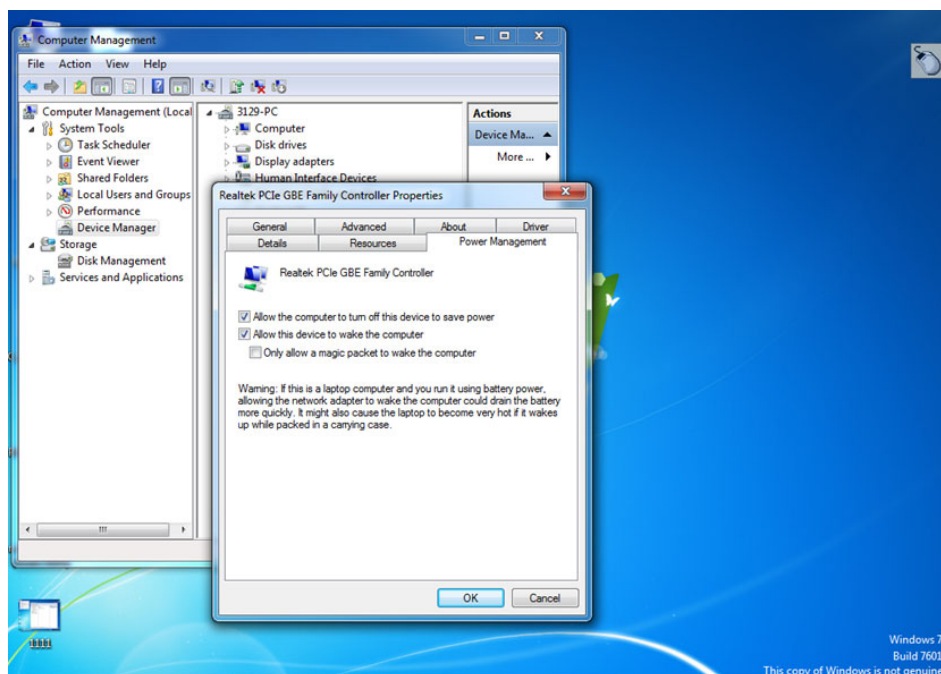 Computer Management
File Action View Help
Computer Management (Local
System Tools
Task Scheduler
Event Viewer
Shared Folders
Local Users and Groups
Performance
Device Manager
Storage
Disk Management
Services and Applications
3129-PC
Computer
Disk drives
Display adapters
Human Interface Devices
Actions
Device Ma...
More ...
Realtek PCIe GBE Family Controller Properties
General Advanced About Driver
Details Resources Power Management
Realtek PCIe GBE Family Controller
Allow the computer to turn off this device to save power
Allow this device to wake the computer
Only allow a magic packet to wake the computer
Warning: If this is a laptop computer and you run it using battery power,
allowing the network adapter to wake the computer could drain the battery
more quickly. It might also cause the laptop to become very hot if it wakes
up while packed in a carrying case.
OK Cancel
Windows 7
Build 7601
This copy of Windows is not genuine